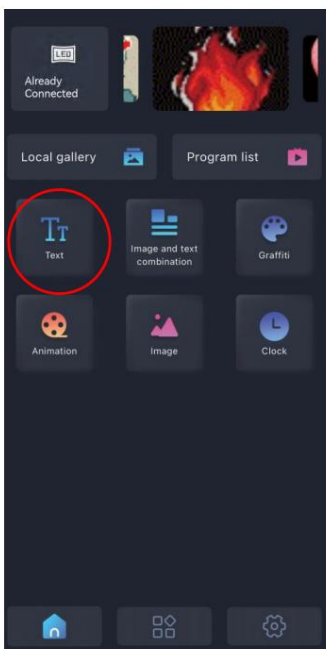 LED
Already
Connected
Local gallery
Program list
TT
Text
Image and text
combination
Graffiti
Animation
Image
Clock